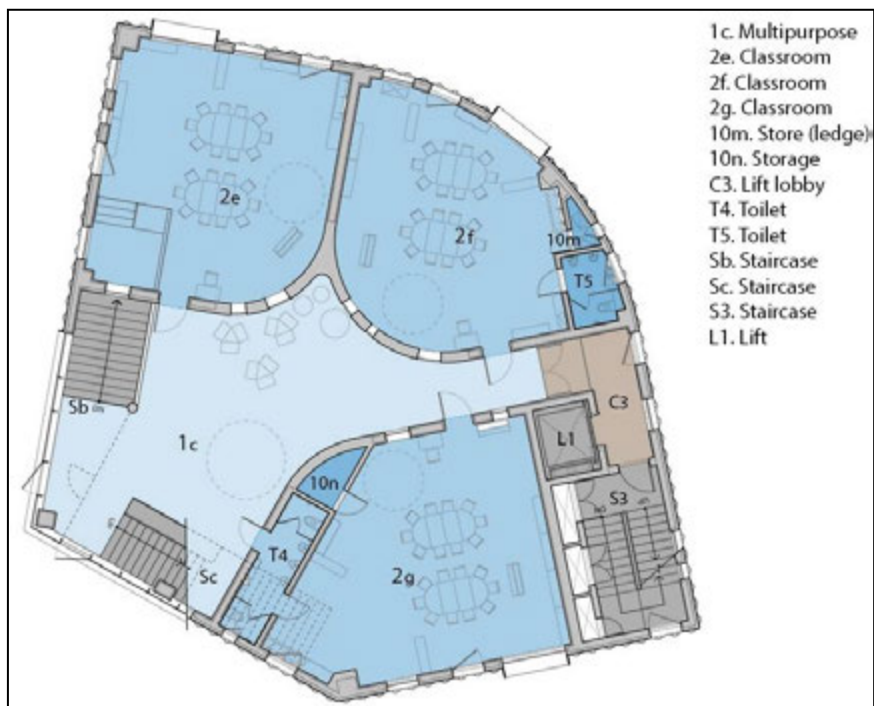 1c. Multipurpose
2e. Classroom
2f. Classroom
2g. Classroom
10m. Store (ledge)
10n. Storage
C3. Lift lobby
T4. Toilet
T5. Toilet
Sb. Staircase
Sc. Staircase
S3. Staircase
L1. Lift
2e
2f
10m
T5
Sb
1c
C3
L1
10n
S3
T4
Sc
2g